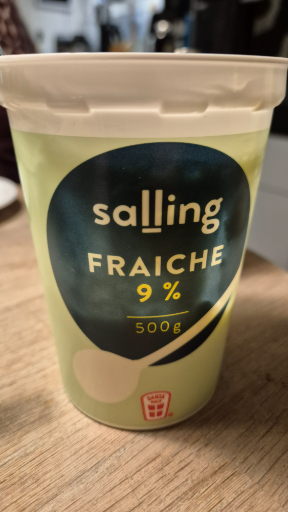 salling
FRAICHE
9 %
500g